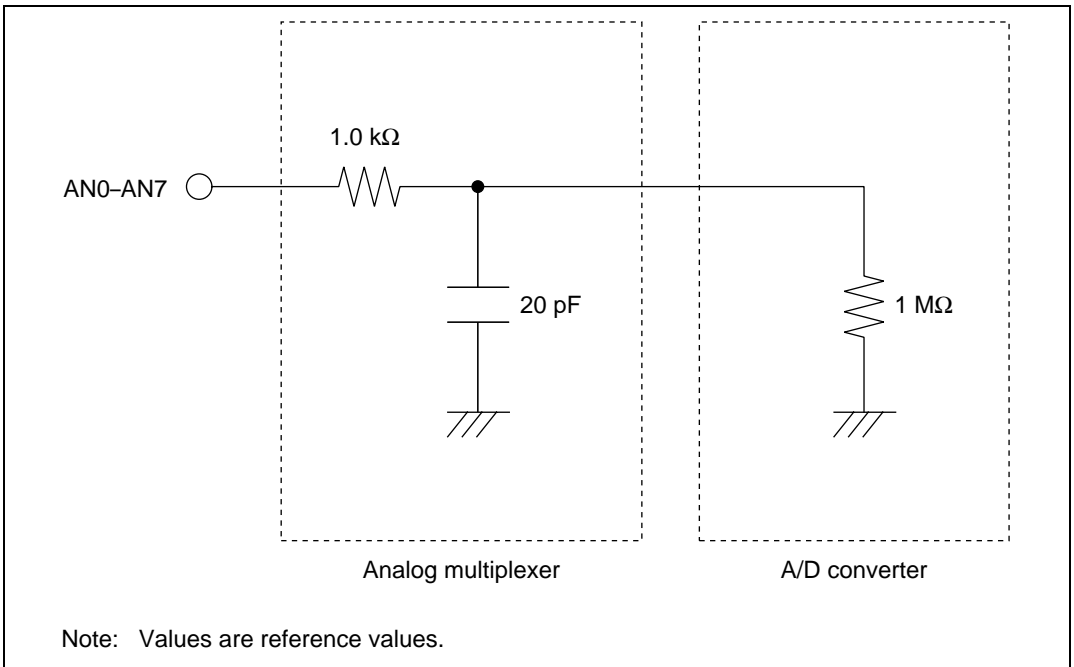 1.0 kΩ
AN0–AN7
20 pF
1 MΩ
Analog multiplexer
A/D converter
Note: Values are reference values.